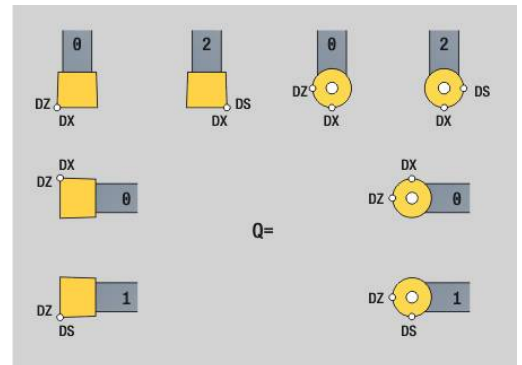 0 2 0 2
DZ DS DZ DS
DX DX DX DX
DX DX
DZ DZ
0 0
Q=
1 1
DZ DZ
DS DS